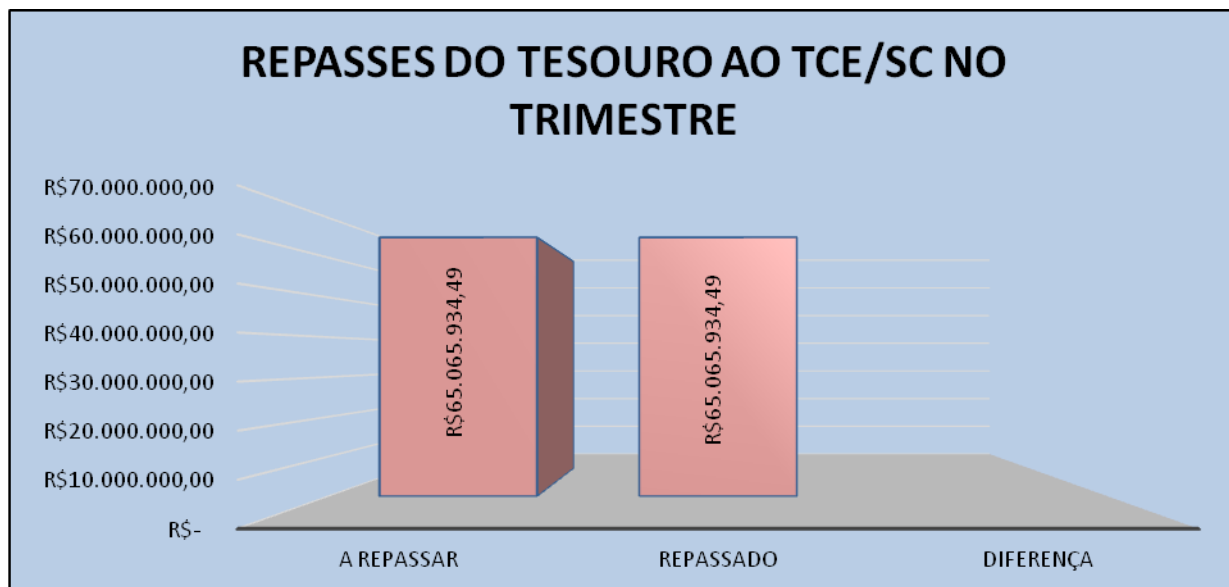 REPASSES DO TESOURO AO TCE/SC NO
TRIMESTRE
R$70.000.000,00
R$60.000.000,00
R$50.000.000,00
R$40.000.000,00
R$30.000.000,00
R$20.000.000,00
R$10.000.000,00
R$-
R$65.065.934,49
R$65.065.934,49
A REPASSAR
REPASSADO
DIFERENÇA